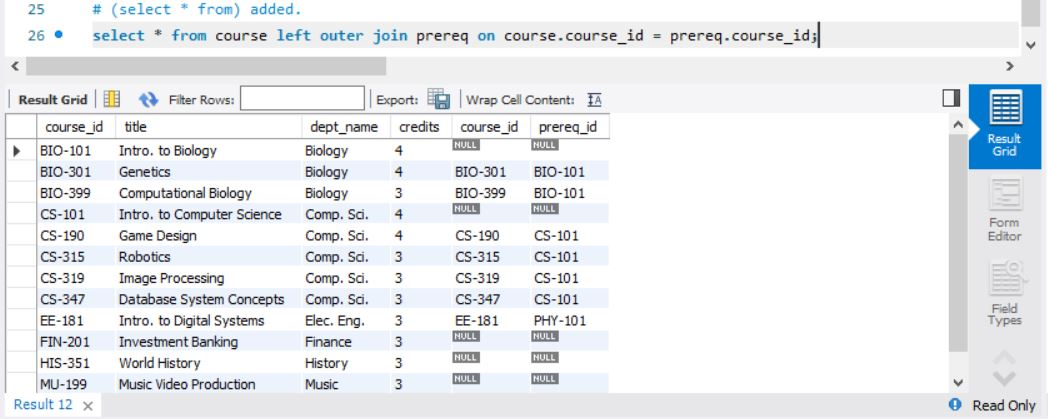 25 # (select * from) added.
26 select * from course left outer join prereq on course.course_id = prereq.course_id;
Result Grid Filter Rows: Export: Wrap Cell Content:
course_id title dept_name credits course_id prereq_id
BIO-101 Intro. to Biology Biology 4 NULL NULL
BIO-301 Genetics Biology 4 BIO-301 BIO-101
BIO-399 Computational Biology Biology 3 BIO-399 BIO-101
CS-101 Intro. to Computer Science Comp. Sci. 4 NULL NULL
CS-190 Game Design Comp. Sci. 4 CS-190 CS-101
CS-315 Robotics Comp. Sci. 3 CS-315 CS-101
CS-319 Image Processing Comp. Sci. 3 CS-319 CS-101
CS-347 Database System Concepts Comp. Sci. 3 CS-347 CS-101
EE-181 Intro. to Digital Systems Elec. Eng. 3 EE-181 PHY-101
FIN-201 Investment Banking Finance 3 NULL NULL
HIS-351 World History History 3 NULL NULL
MU-199 Music Video Production Music 3 NULL NULL
Result
Grid
Form
Editor
Field
Types
Result 12 Read Only